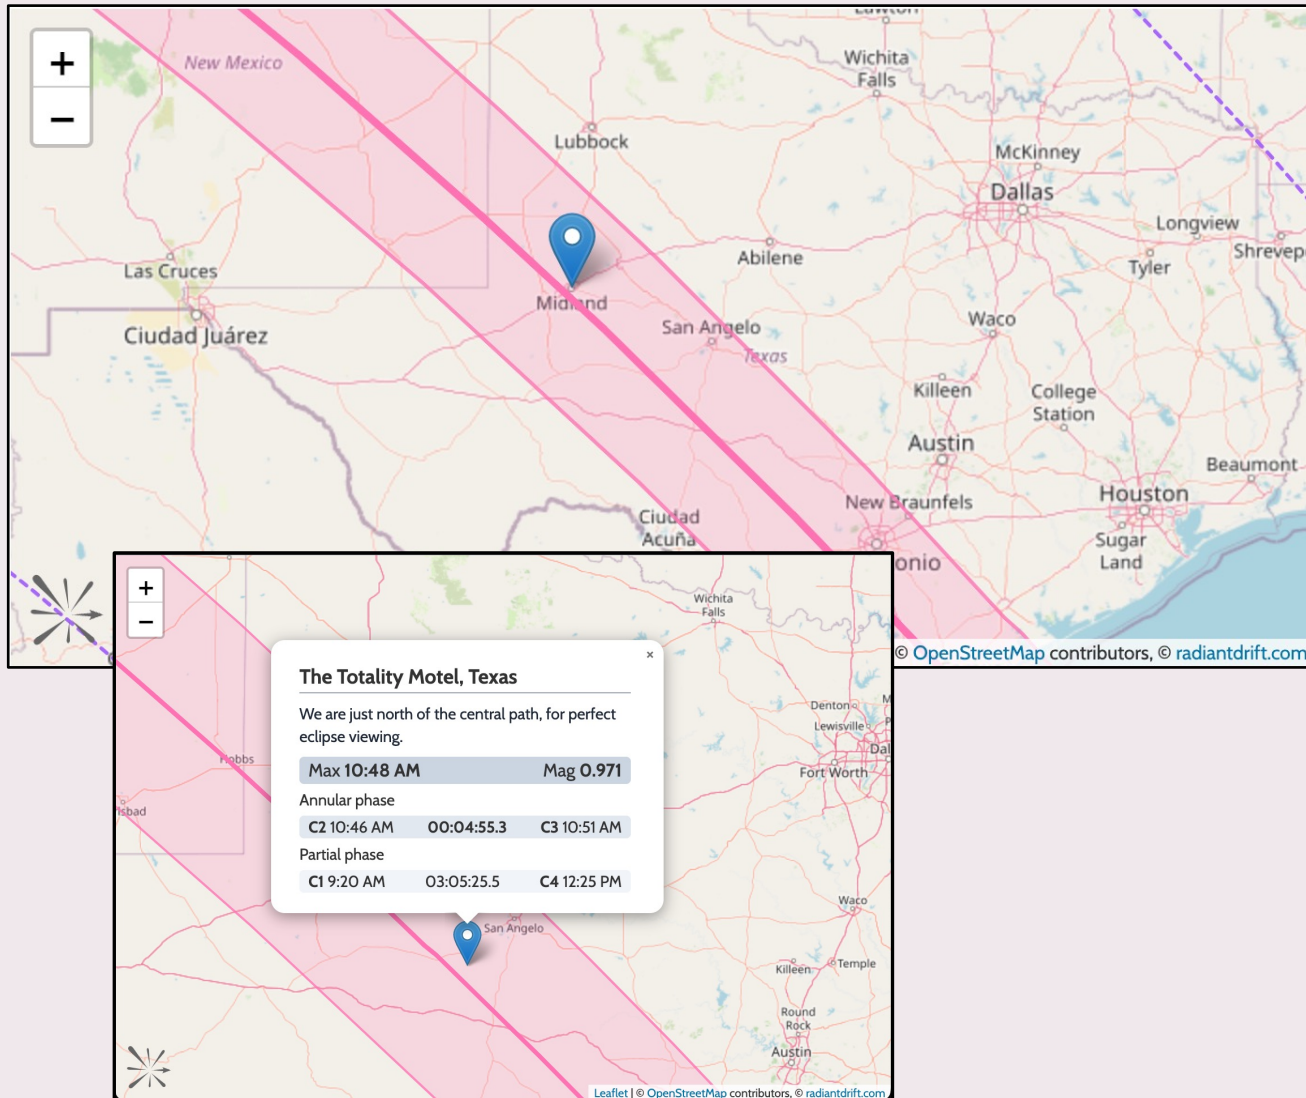 Lawton
+
New Mexico
Wichita
Falls
−
Lubbock
McKinney
Dallas
Longview
Shrevep
Abilene
Tyler
Las Cruces
Midland
Waco
San Angelo
Ciudad Juárez
Texas
Killeen
College
Station
Austin
Beaumont
New Braunfels
Houston
Ciudad
Acuña
Sugar
Land
onio
© OpenStreetMap contributors, © radiantdrift.com
+
−
Wichita
Falls
×
The Totality Motel, Texas
We are just north of the central path, for perfect
eclipse viewing.
Max 10:48 AM Mag 0.971
Annular phase
C2 10:46 AM 00:04:55.3 C3 10:51 AM
Partial phase
C1 9:20 AM 03:05:25.5 C4 12:25 PM
Denton
M
Lewisville
P
Dal
Fort Worth
Hobbs
lsbad
Waco
San Angelo
Killeen
Temple
Round
Rock
Austin
Leaflet | © OpenStreetMap contributors, © radiantdrift.com